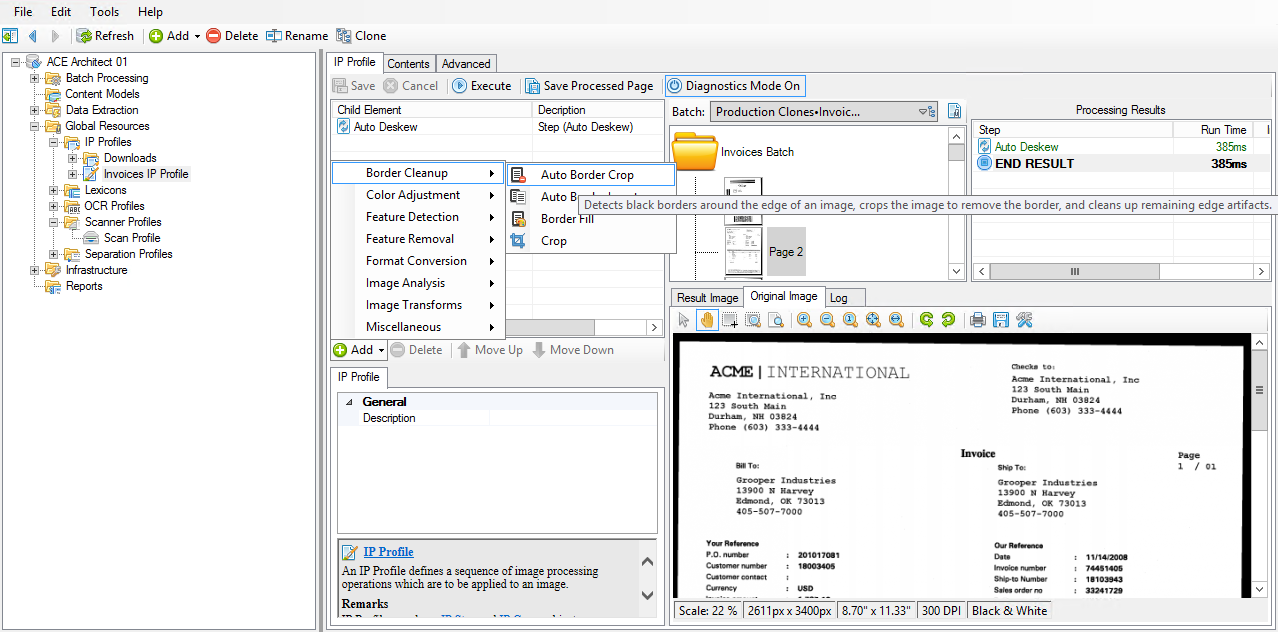 File Edit Tools Help
Refresh Add Delete Rename Clone
ACE Architect 01
Batch Processing
Content Models
Data Extraction
Global Resources
IP Profiles
Downloads
Invoices IP Profile
Lexicons
OCR Profiles
Scanner Profiles
Scan Profile
Separation Profiles
Infrastructure
Reports
IP Profile Contents Advanced
Save Cancel Execute Save Processed Page Diagnostics Mode On
Child Element Decription
Auto Deskew Step (Auto Deskew)
Border Cleanup
Color Adjustment
Feature Detection
Feature Removal
Format Conversion
Image Analysis
Image Transforms
Miscellaneous
Auto Border Crop
Auto B
Border Fill
Crop
Detects black borders around the edge of an image, crops the image to remove the border, and cleans up remaining edge artifacts.
Add Delete Move Up Move Down
IP Profile
General
Description
IP Profile
An IP Profile defines a sequence of image processing
operations which are to be applied to an image.
Remarks
Batch: Production Clones•Invoic...
Invoices Batch
Page 2
Processing Results
Step Run Time
Auto Deskew 385ms
END RESULT 385ms
Result Image Original Image Log
ACME | INTERNATIONAL
Acme International, Inc
123 South Main
Durham, NH 03824
Phone (603) 333-4444
Checks to:
Acme International, Inc
123 South Main
Durham, NH 03824
Phone (603) 333-4444
Invoice
Page
1 / 01
Bill To:
Grooper Industries
13900 N Harvey
Edmond, OK 73013
405-507-7000
Ship To:
Grooper Industries
13900 N Harvey
Edmond, OK 73013
405-507-7000
Your Reference
P.O. number : 201017081
Customer number : 18003405
Customer contact :
Currency : USD
Our Reference
Date : 11/14/2008
Invoice number : 74451405
Ship-to Number : 18103943
Sales order no : 33241729
Scale: 22 % 2611px x 3400px 8.70" x 11.33" 300 DPI Black & White